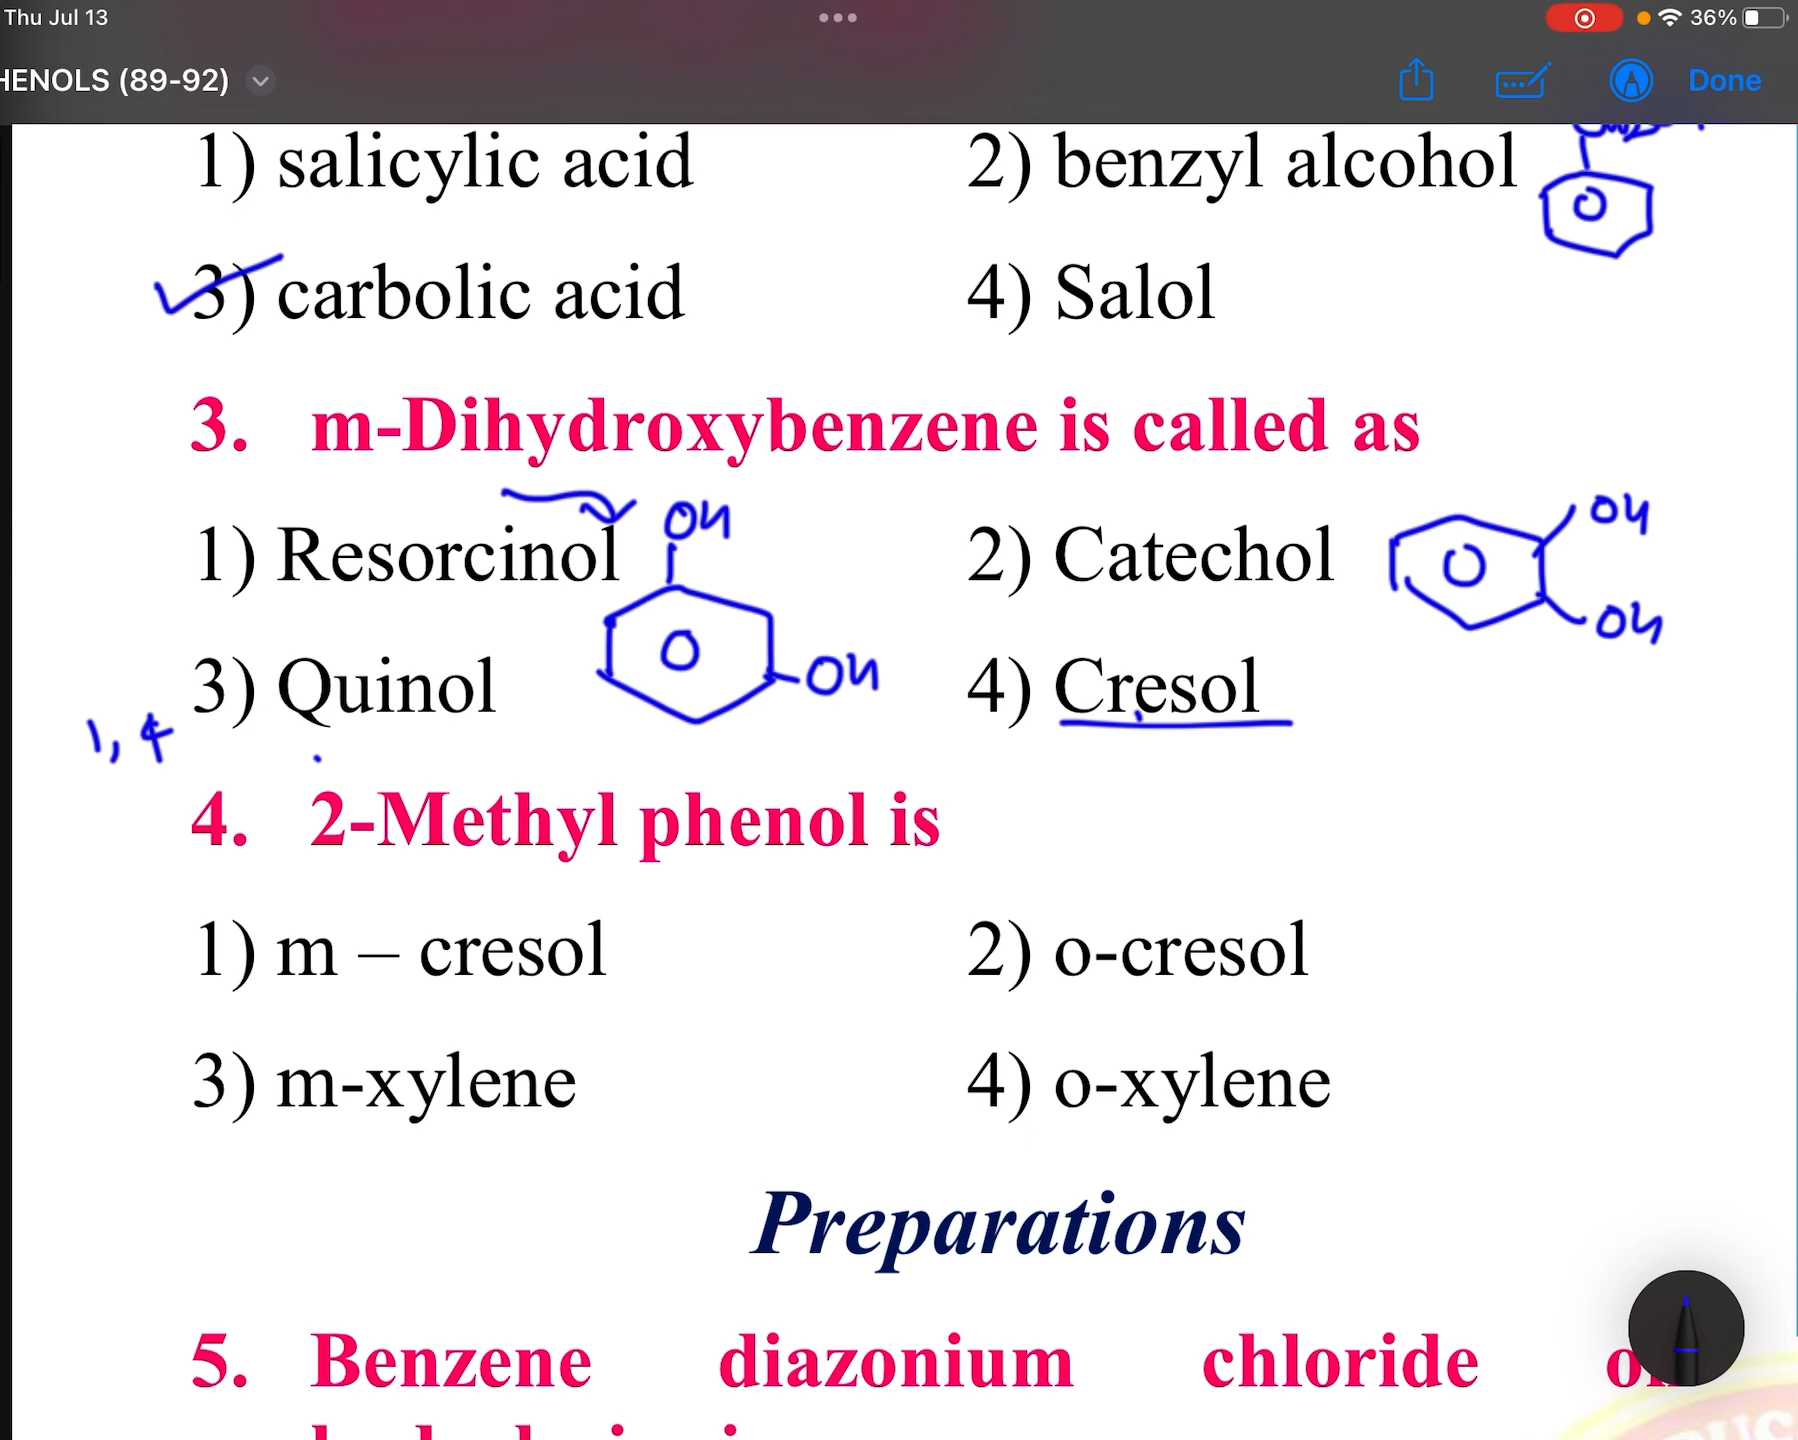 Thu Jul 13
36%
HENOLS (89-92)
Done
1) salicylic acid 2) benzyl alcohol
3) carbolic acid 4) Salol
3. m-Dihydroxybenzene is called as
OH OH
1) Resorcinol 2) Catechol
OH
3) Quinol OH 4) Cresol
1, 4
4. 2-Methyl phenol is
1) m – cresol 2) o-cresol
3) m-xylene 4) o-xylene
Preparations
5. Benzene diazonium chloride